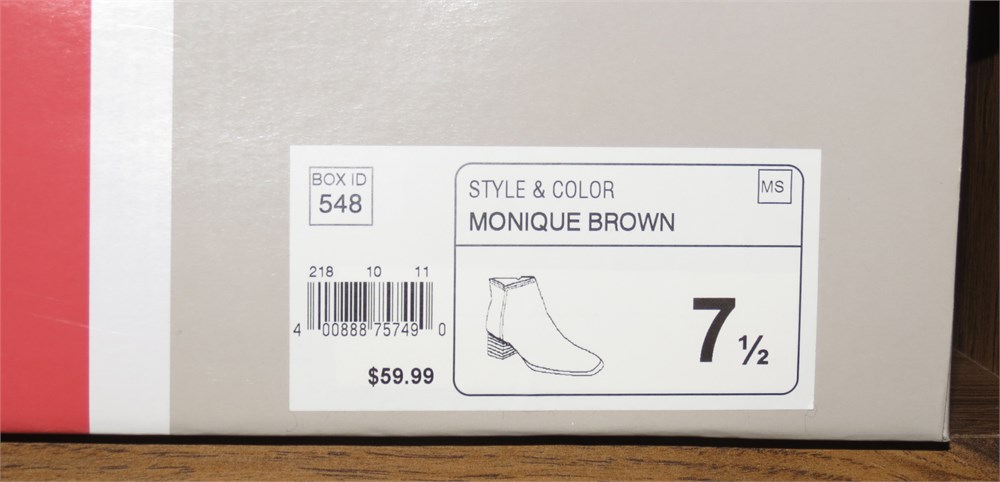 BOX ID
548
STYLE & COLOR
MS
MONIQUE BROWN
218 10 11
4 00888 75749 0
$59.99
7 ½